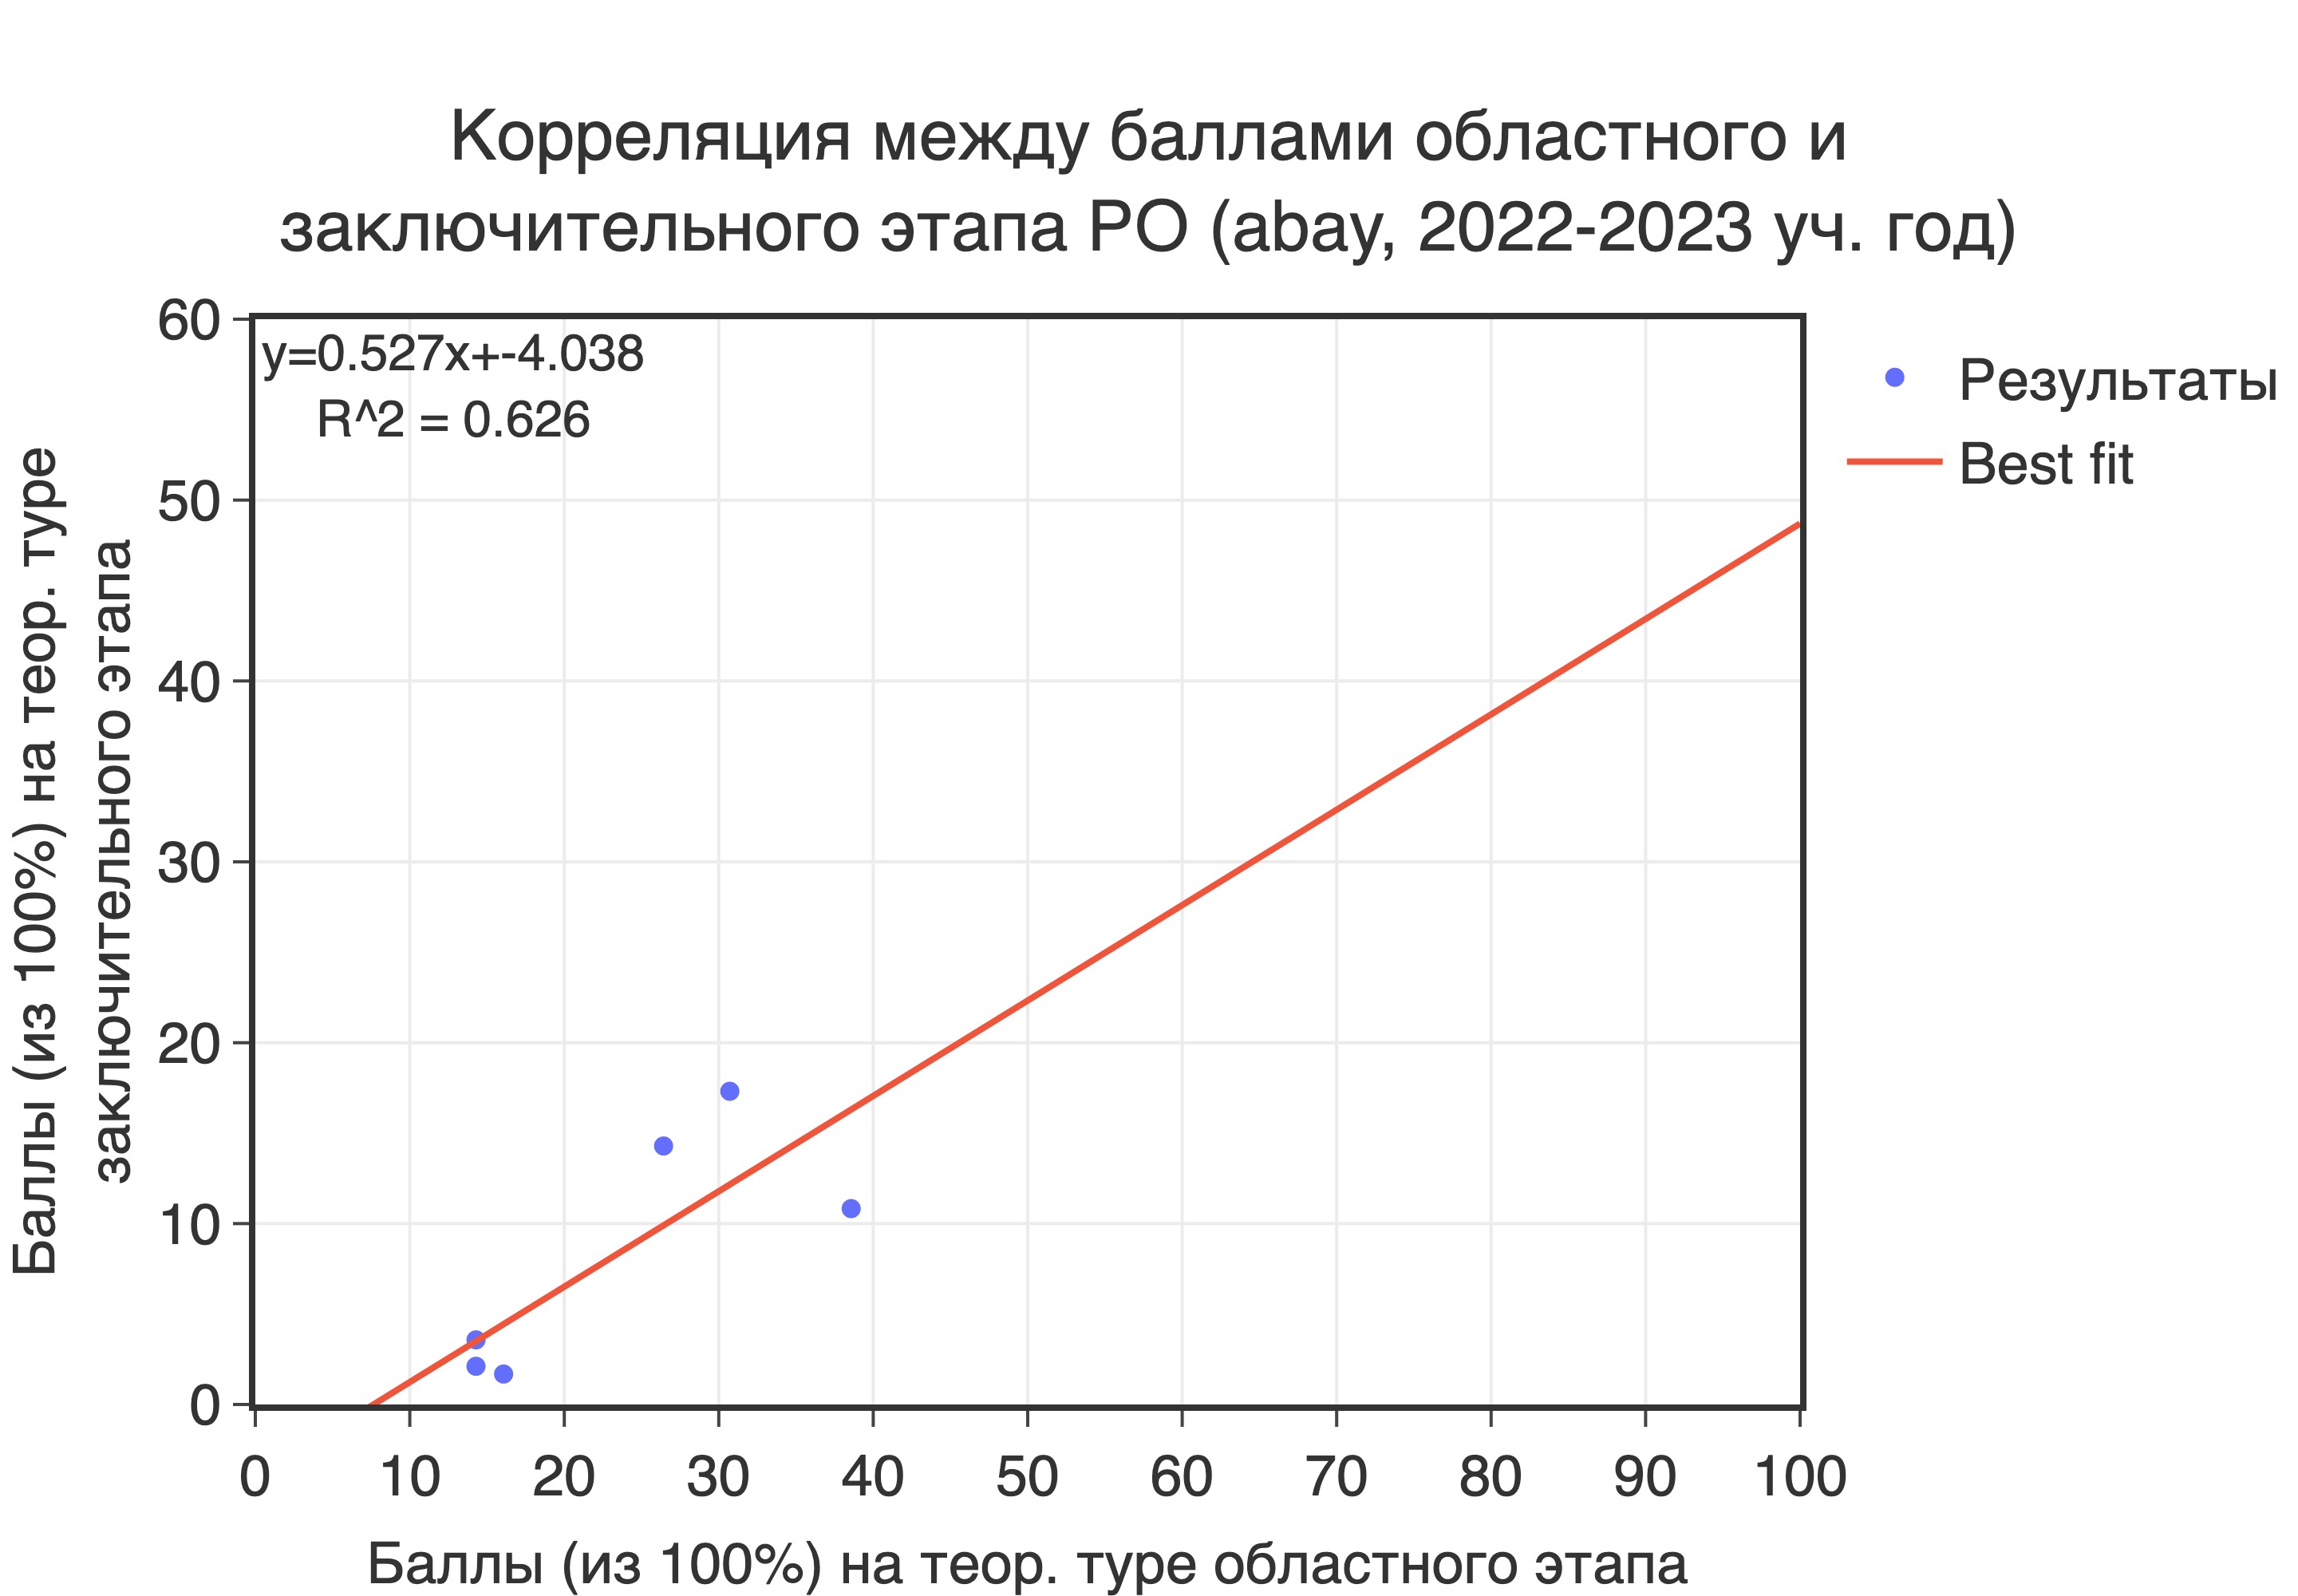 Корреляция между баллами областного и
заключительного этапа РО (abay, 2022-2023 уч. год)
y=0.527x+-4.038
R^2 = 0.626
Результаты
Best fit
Баллы (из 100%) на теор. туре
заключительного этапа
60
50
40
30
20
10
0
0 10 20 30 40 50 60 70 80 90 100
Баллы (из 100%) на теор. туре областного этапа